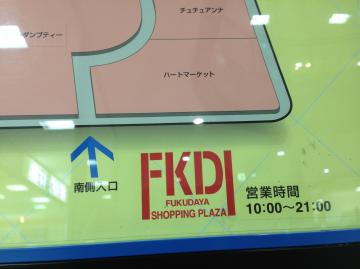 チュチュアンナ
ダンプティー
ハートマーケット
南側入口
FKDI
FUKUDAYA
SHOPPING PLAZA
営業時間
10:00～21:00